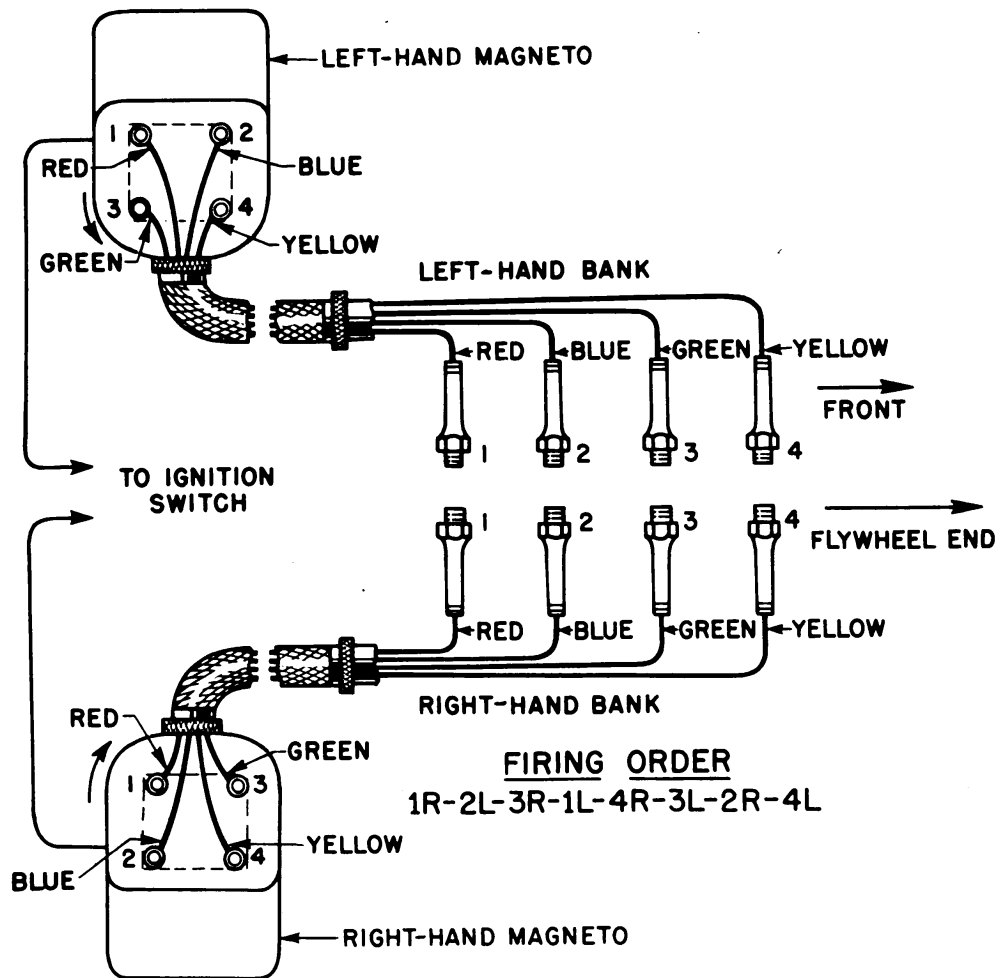 LEFT-HAND MAGNETO
1 2
RED BLUE
3 4
GREEN YELLOW
LEFT-HAND BANK
RED BLUE GREEN YELLOW
FRONT
1 2 3 4
TO IGNITION
SWITCH
1 2 3 4
FLYWHEEL END
RED BLUE GREEN YELLOW
RIGHT-HAND BANK
RED GREEN
1 3
BLUE YELLOW
2 4
FIRING ORDER
1R-2L-3R-1L-4R-3L-2R-4L
RIGHT-HAND MAGNETO